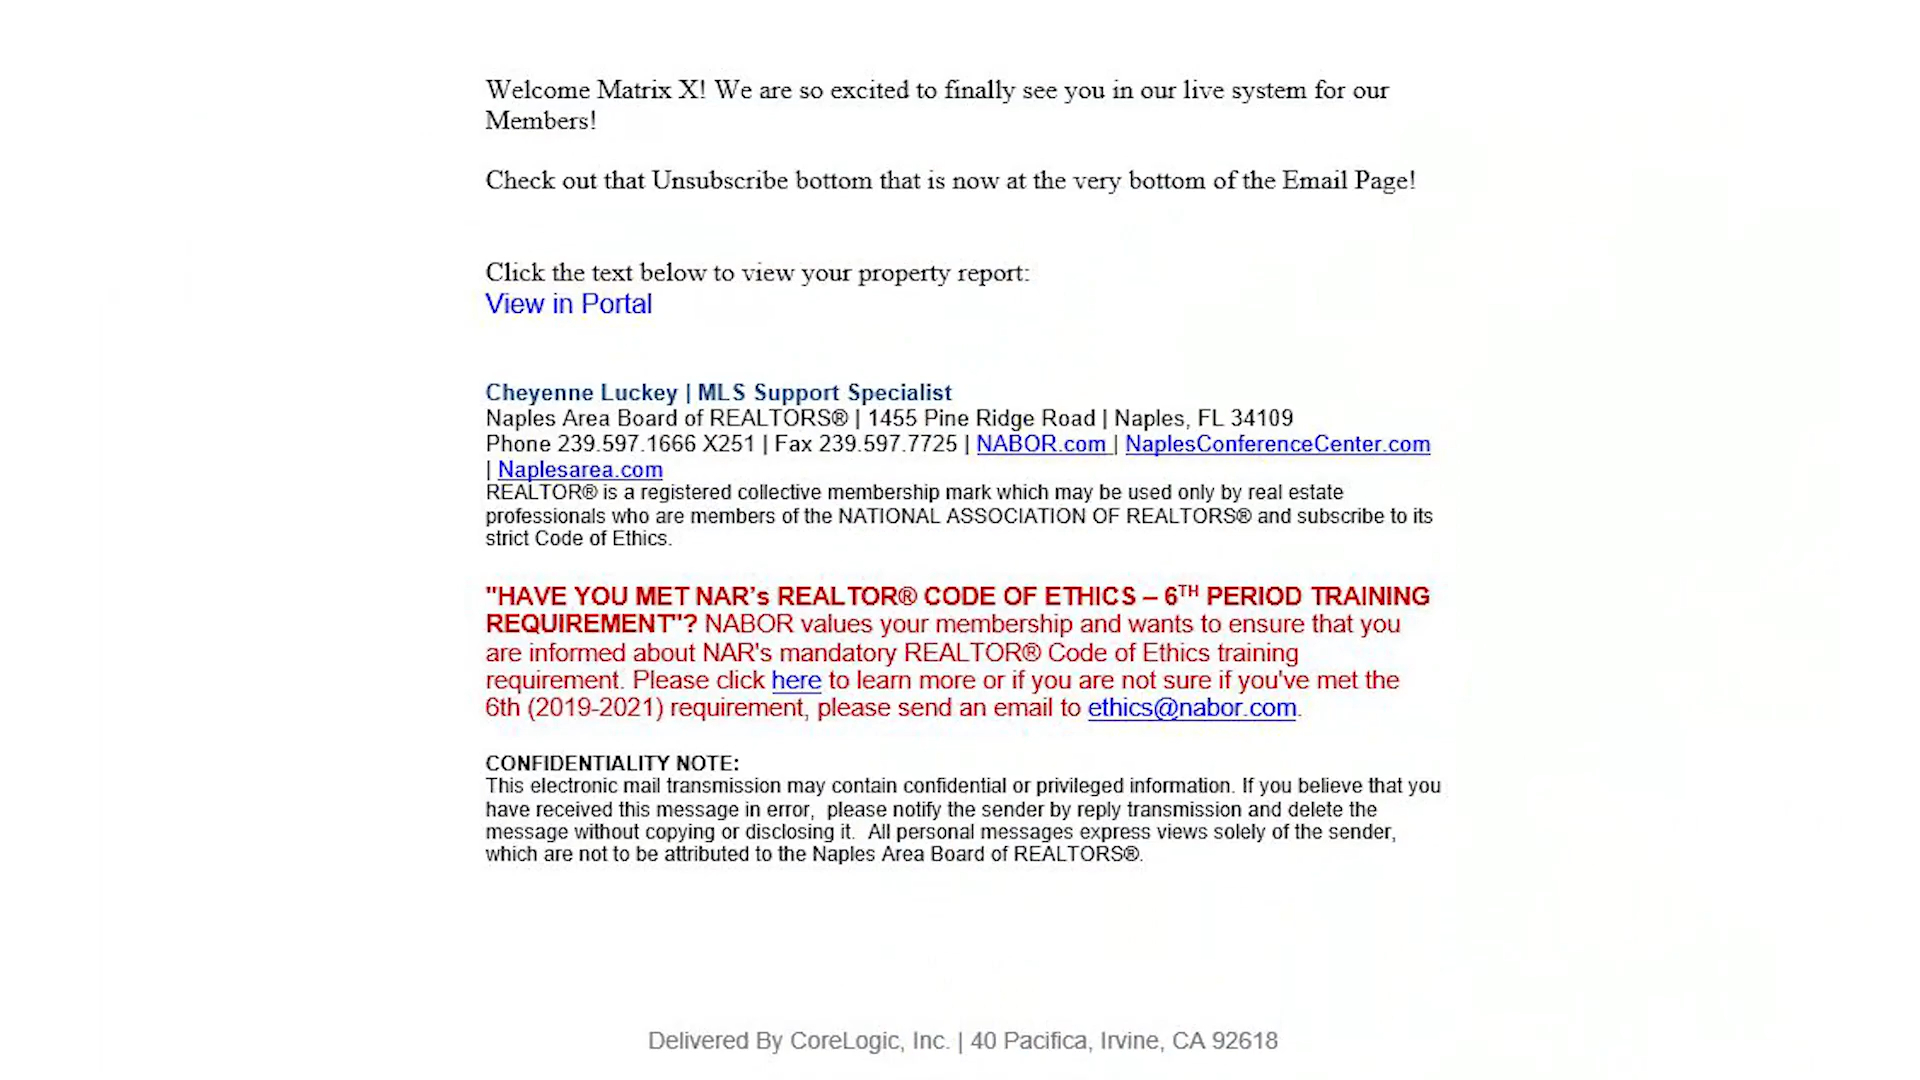 Welcome Matrix X! We are so excited to finally see you in our live system for our
Members!
Check out that Unsubscribe bottom that is now at the very bottom of the Email Page!
Click the text below to view your property report:
View in Portal
Cheyenne Luckey | MLS Support Specialist
Naples Area Board of REALTORS® | 1455 Pine Ridge Road | Naples, FL 34109
Phone 239.597.1666 X251 | Fax 239.597.7725 | NABOR.com | NaplesConferenceCenter.com
| Naplesarea.com
REALTOR® is a registered collective membership mark which may be used only by real estate
professionals who are members of the NATIONAL ASSOCIATION OF REALTORS® and subscribe to its
strict Code of Ethics.
"HAVE YOU MET NAR’s REALTOR® CODE OF ETHICS – 6TH PERIOD TRAINING
REQUIREMENT"? NABOR values your membership and wants to ensure that you
are informed about NAR's mandatory REALTOR® Code of Ethics training
requirement. Please click here to learn more or if you are not sure if you've met the
6th (2019-2021) requirement, please send an email to ethics@nabor.com.
CONFIDENTIALITY NOTE:
This electronic mail transmission may contain confidential or privileged information. If you believe that you
have received this message in error,  please notify the sender by reply transmission and delete the
message without copying or disclosing it.  All personal messages express views solely of the sender,
which are not to be attributed to the Naples Area Board of REALTORS®.
Delivered By CoreLogic, Inc. | 40 Pacifica, Irvine, CA 92618